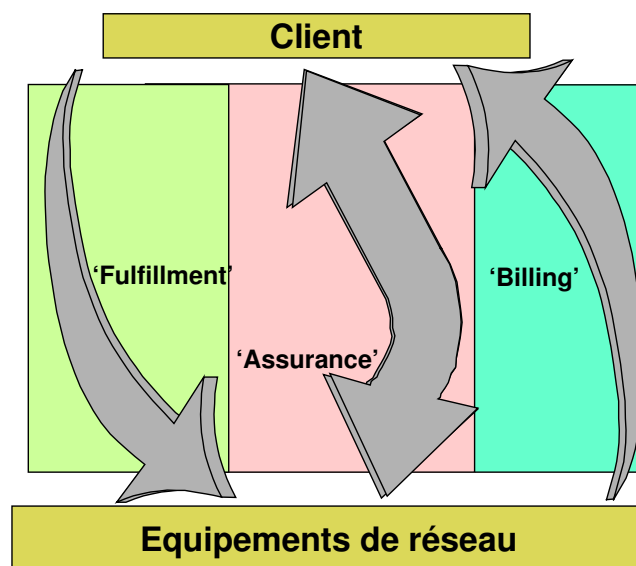 Client
‘Fulfillment’
‘Billing’
‘Assurance’
Equipements de réseau